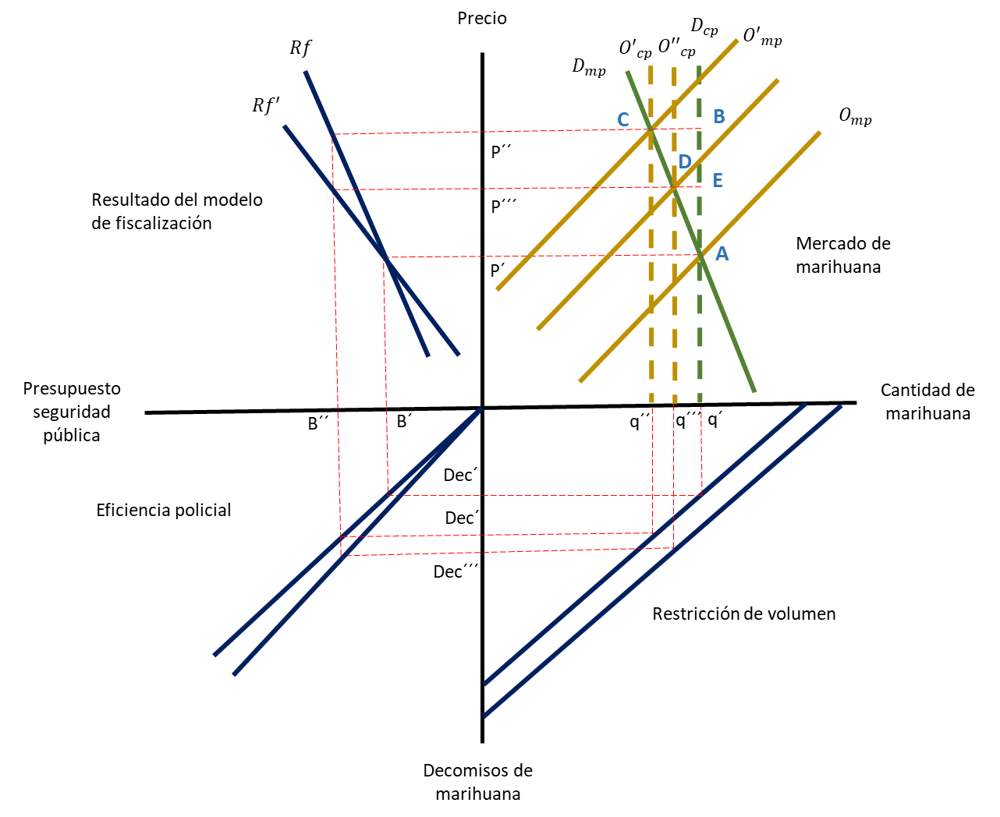 Precio
Rf
Rf′
D_mp
O′_cp
O′′_cp
D_cp
O′_mp
O_mp
C
B
D
E
A
P´´
P´´´
P´
Resultado del modelo
de fiscalización
Mercado de
marihuana
Presupuesto
seguridad
pública
Cantidad de
marihuana
B´´
B´
q´´
q´´´
q´
Dec´
Dec´
Dec´´´
Eficiencia policial
Restricción de volumen
Decomisos de
marihuana